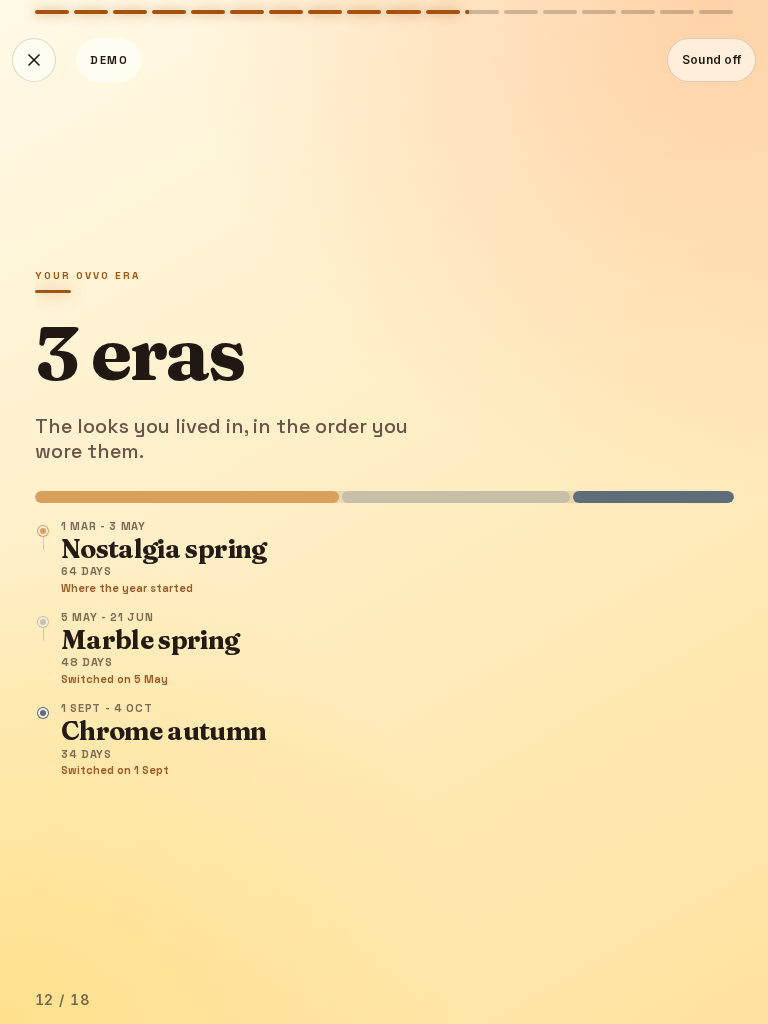 DEMO
Sound off
YOUR OVVO ERA
3 eras
The looks you lived in, in the order you
wore them.
1 MAR - 3 MAY
Nostalgia spring
64 DAYS
Where the year started
5 MAY - 21 JUN
Marble spring
48 DAYS
Switched on 5 May
1 SEPT - 4 OCT
Chrome autumn
34 DAYS
Switched on 1 Sept
12 / 18